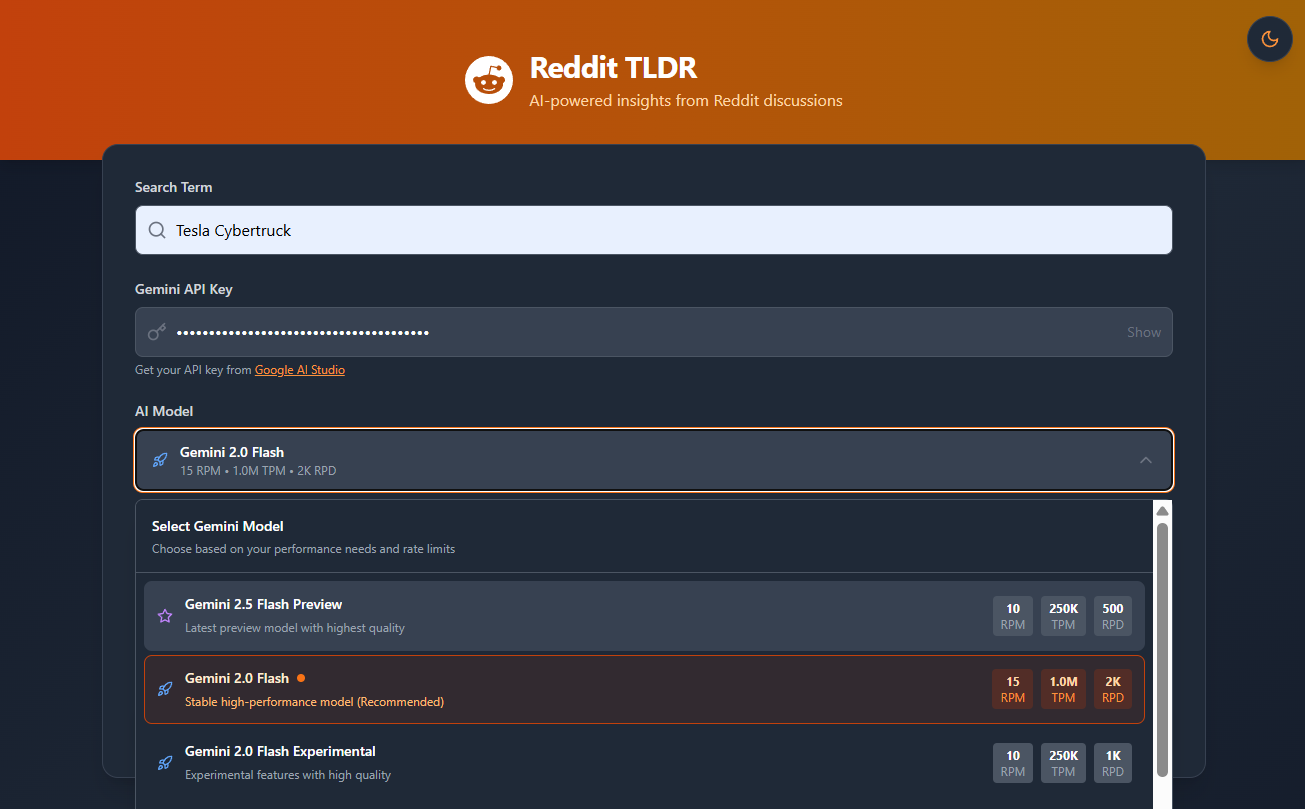 Reddit TLDR
AI-powered insights from Reddit discussions
Search Term
Tesla Cybertruck
Gemini API Key
•••••••••••••••••••••••••••••••••••••••
Show
Get your API key from Google AI Studio
AI Model
Gemini 2.0 Flash
15 RPM • 1.0M TPM • 2K RPD
Select Gemini Model
Choose based on your performance needs and rate limits
Gemini 2.5 Flash Preview
Latest preview model with highest quality
10 250K 500
RPM TPM RPD
Gemini 2.0 Flash
Stable high-performance model (Recommended)
15 1.0M 2K
RPM TPM RPD
Gemini 2.0 Flash Experimental
Experimental features with high quality
10 250K 1K
RPM TPM RPD